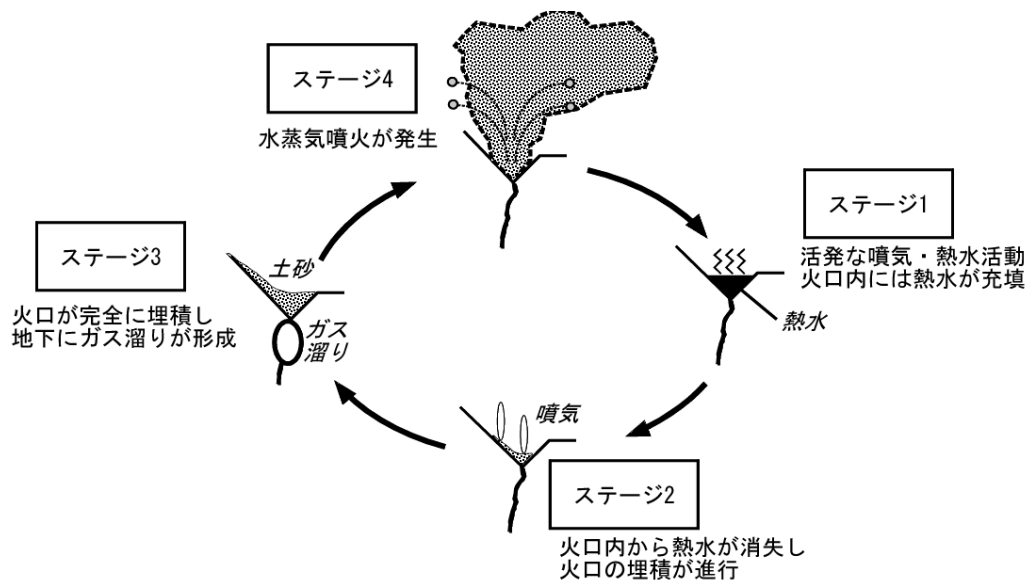 ステージ4
水蒸気噴火が発生
ステージ1
活発な噴気・熱水活動
火口内には熱水が充填
熱水
ステージ3
火口が完全に埋積し
地下にガス溜りが形成
土砂
ガス
溜り
噴気
ステージ2
火口内から熱水が消失し
火口の埋積が進行